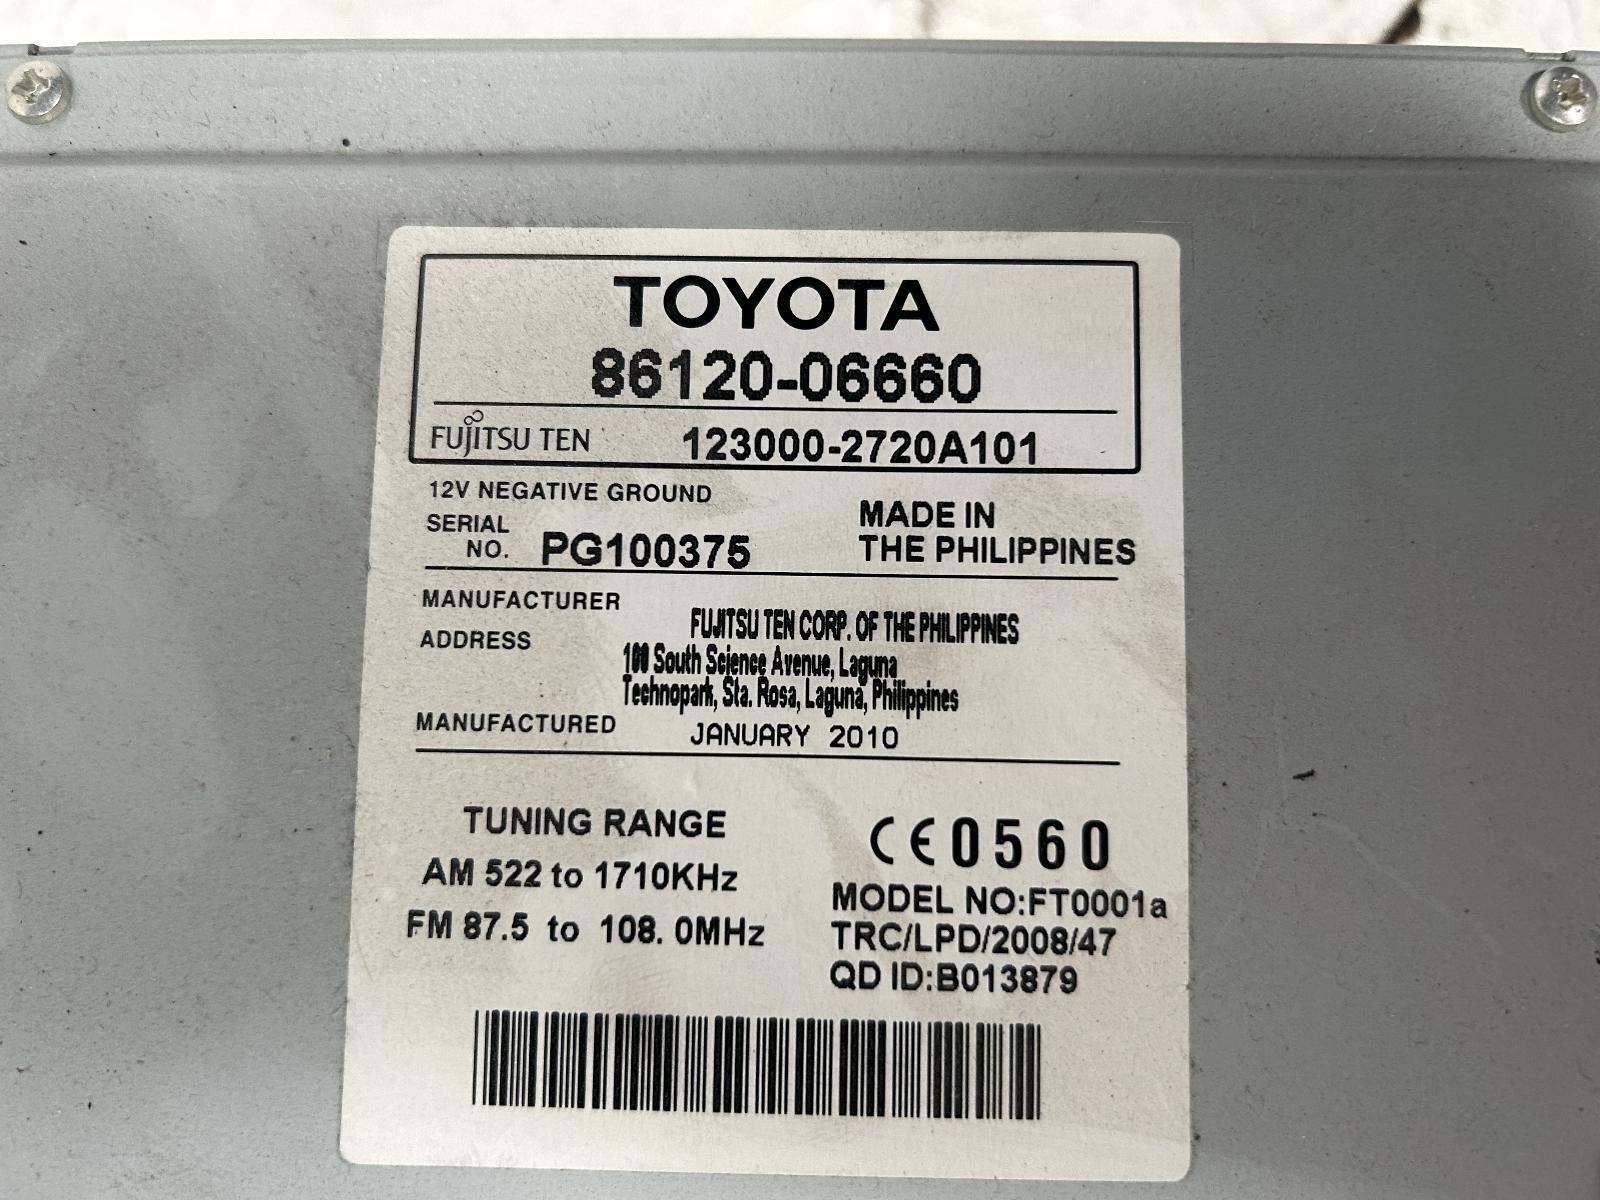 TOYOTA
86120-06660
FUJITSU TEN 123000-2720A101
12V NEGATIVE GROUND
SERIAL NO. PG100375
MADE IN
THE PHILIPPINES
MANUFACTURER FUJITSU TEN CORP. OF THE PHILIPPINES
ADDRESS 100 South Science Avenue, Laguna
Technopark, Sta. Rosa, Laguna, Philippines
MANUFACTURED JANUARY 2010
TUNING RANGE
AM 522 to 1710KHz
FM 87.5 to 108.0MHz
CE0560
MODEL NO:FT0001a
TRC/LPD/2008/47
QD ID:B013879